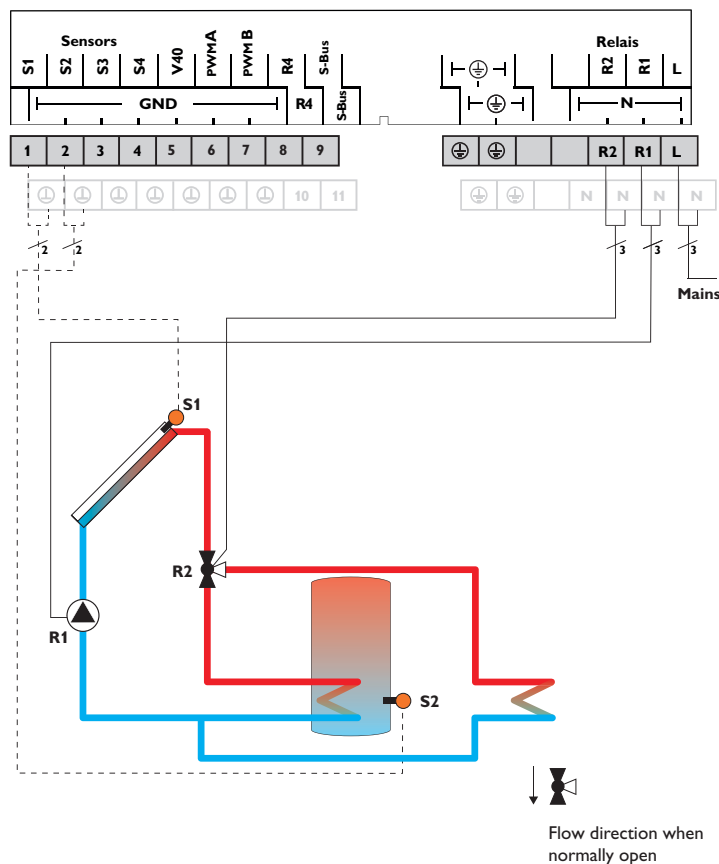 Sensors
Relais
S1 S2 S3 S4 V40 PWMA PWM B R4 S-Bus
R2 R1 L
GND
R4
S-Bus
N
1 2 3 4 5 6 7 8 9
R2 R1 L
10 11
N N N N
2 2
3 3 3
Mains
S1
R2
R1
S2
Flow direction when
normally open